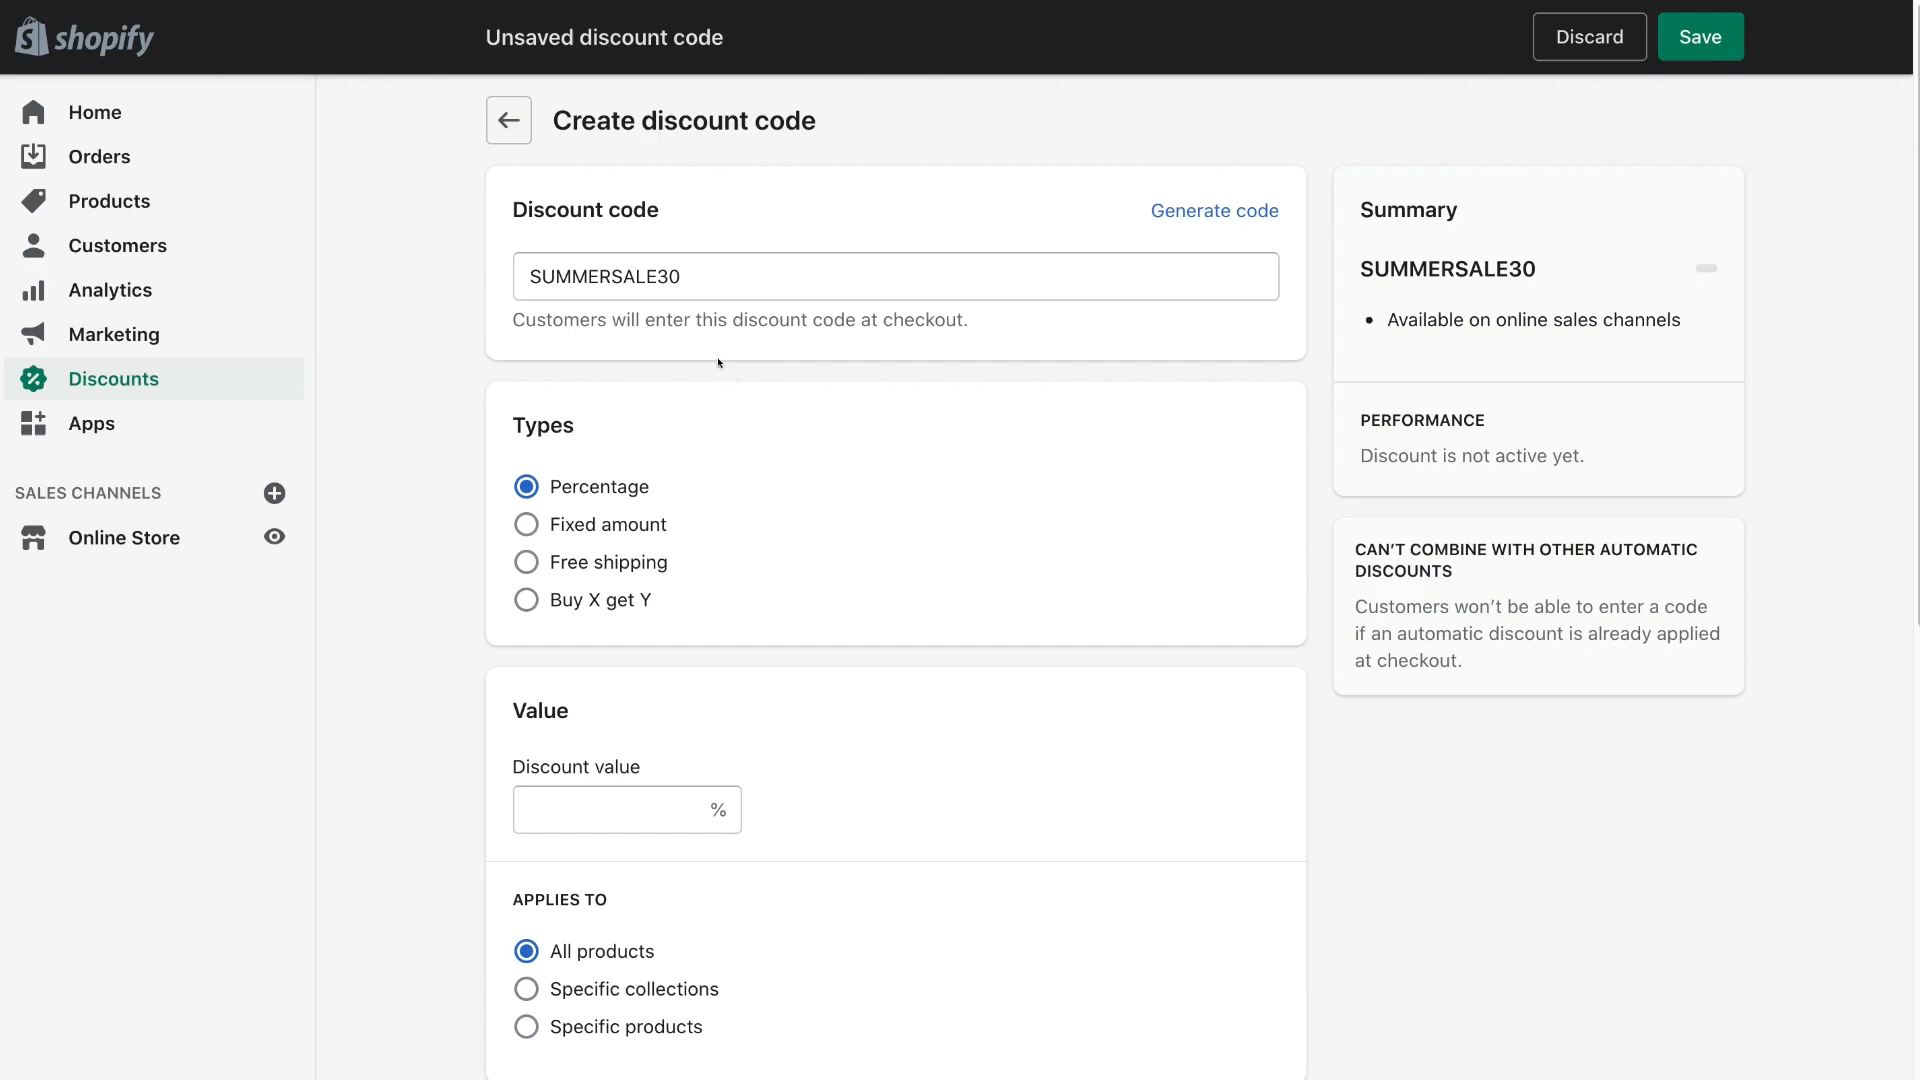 shopify
Unsaved discount code
Discard
Save
Home
Orders
Products
Customers
Analytics
Marketing
Discounts
Apps
SALES CHANNELS
Online Store
Create discount code
Discount code
Generate code
SUMMERSALE30
Customers will enter this discount code at checkout.
Types
Percentage
Fixed amount
Free shipping
Buy X get Y
Value
Discount value
%
APPLIES TO
All products
Specific collections
Specific products
Summary
SUMMERSALE30
• Available on online sales channels
PERFORMANCE
Discount is not active yet.
CAN’T COMBINE WITH OTHER AUTOMATIC
DISCOUNTS
Customers won’t be able to enter a code
if an automatic discount is already applied
at checkout.